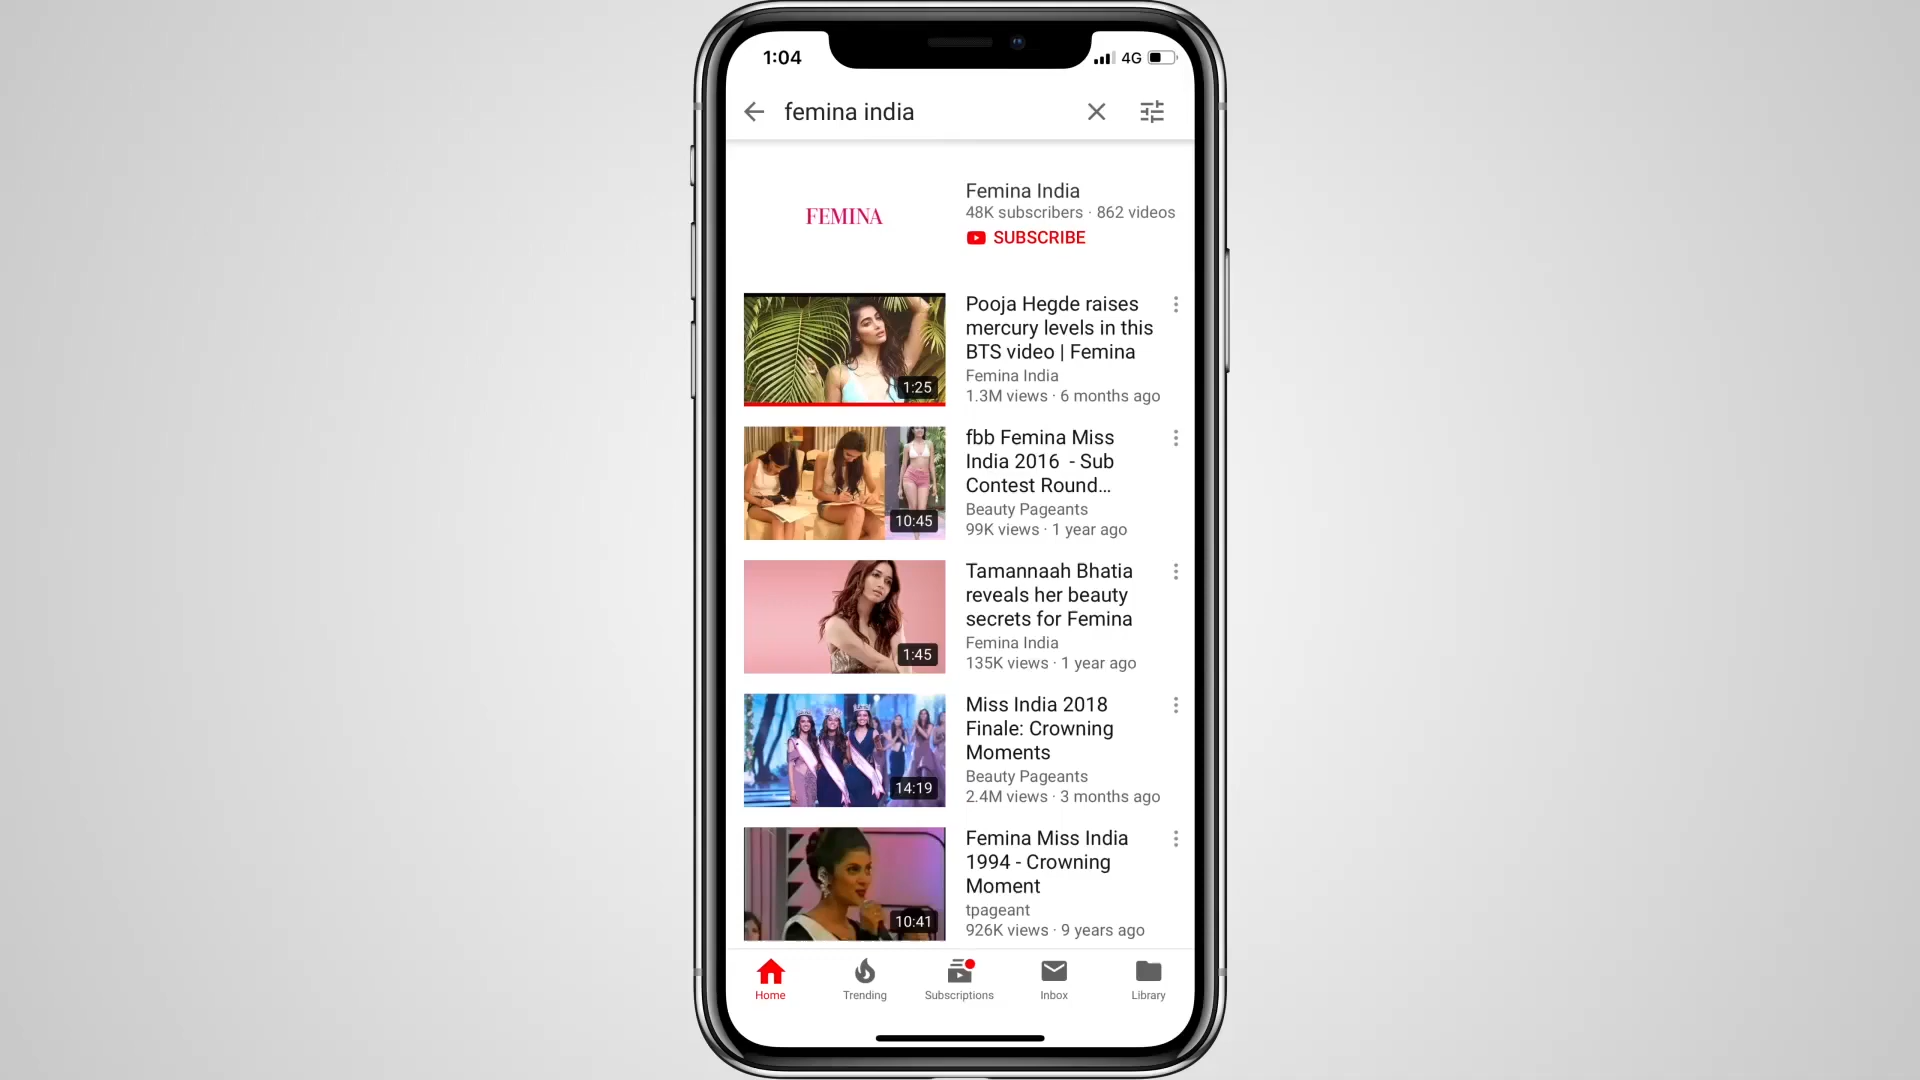 1:04
4G
femina india
FEMINA
Femina India
48K subscribers · 862 videos
SUBSCRIBE
1:25
Pooja Hegde raises
mercury levels in this
BTS video | Femina
Femina India
1.3M views · 6 months ago
10:45
fbb Femina Miss
India 2016 - Sub
Contest Round...
Beauty Pageants
99K views · 1 year ago
1:45
Tamannaah Bhatia
reveals her beauty
secrets for Femina
Femina India
135K views · 1 year ago
14:19
Miss India 2018
Finale: Crowning
Moments
Beauty Pageants
2.4M views · 3 months ago
10:41
Femina Miss India
1994 - Crowning
Moment
tpageant
926K views · 9 years ago
Home
Trending
Subscriptions
Inbox
Library